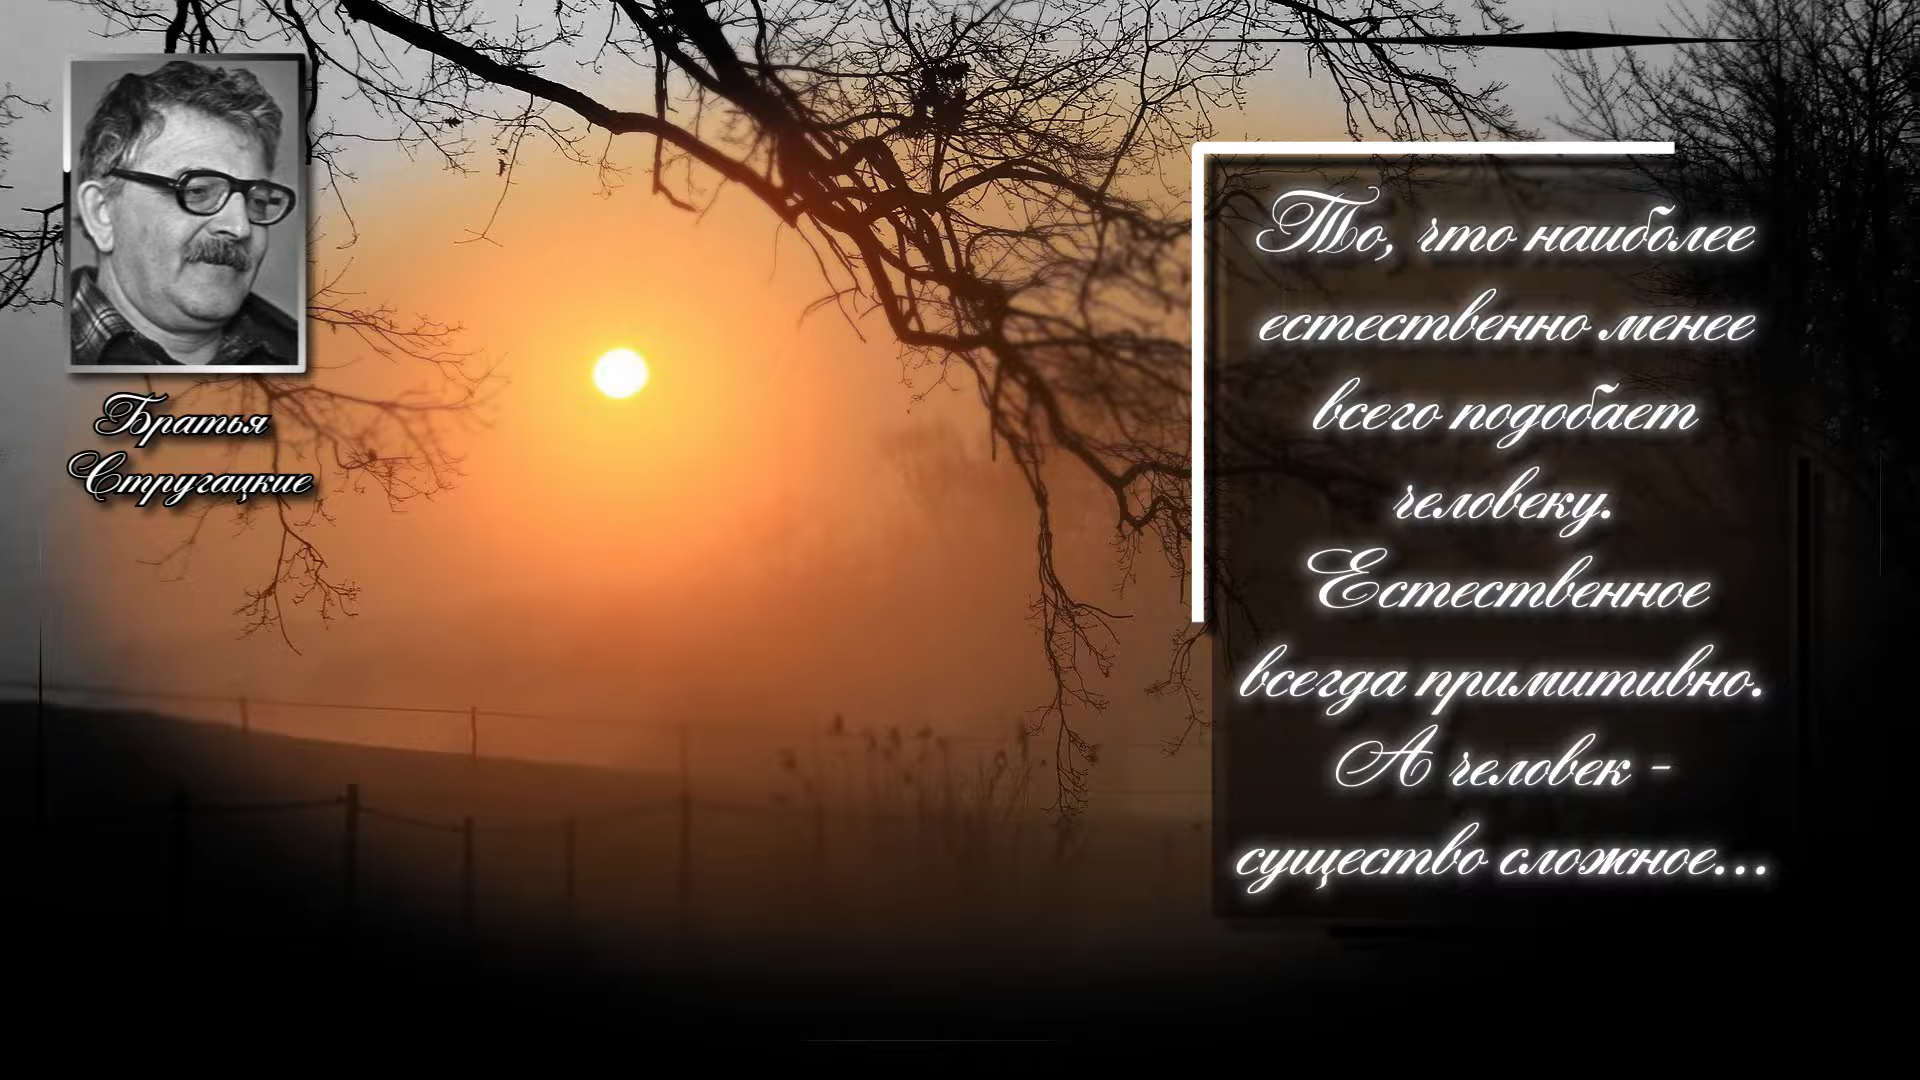 Братья
Стругацкие
То, что наиболее
естественно менее
всего подобает
человеку.
Естественное
всегда примитивно.
А человек -
существо сложное...